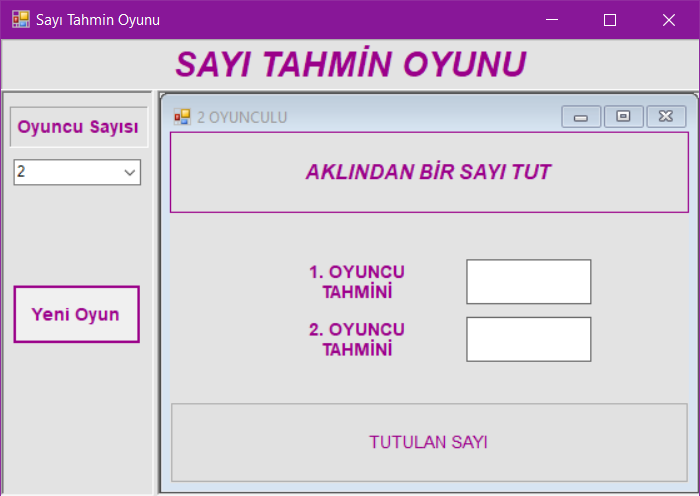 Sayı Tahmin Oyunu
SAYI TAHMİN OYUNU
Oyuncu Sayısı
2
Yeni Oyun
2 OYUNCULU
AKLINDAN BİR SAYI TUT
1. OYUNCU
TAHMİNİ
2. OYUNCU
TAHMİNİ
TUTULAN SAYI